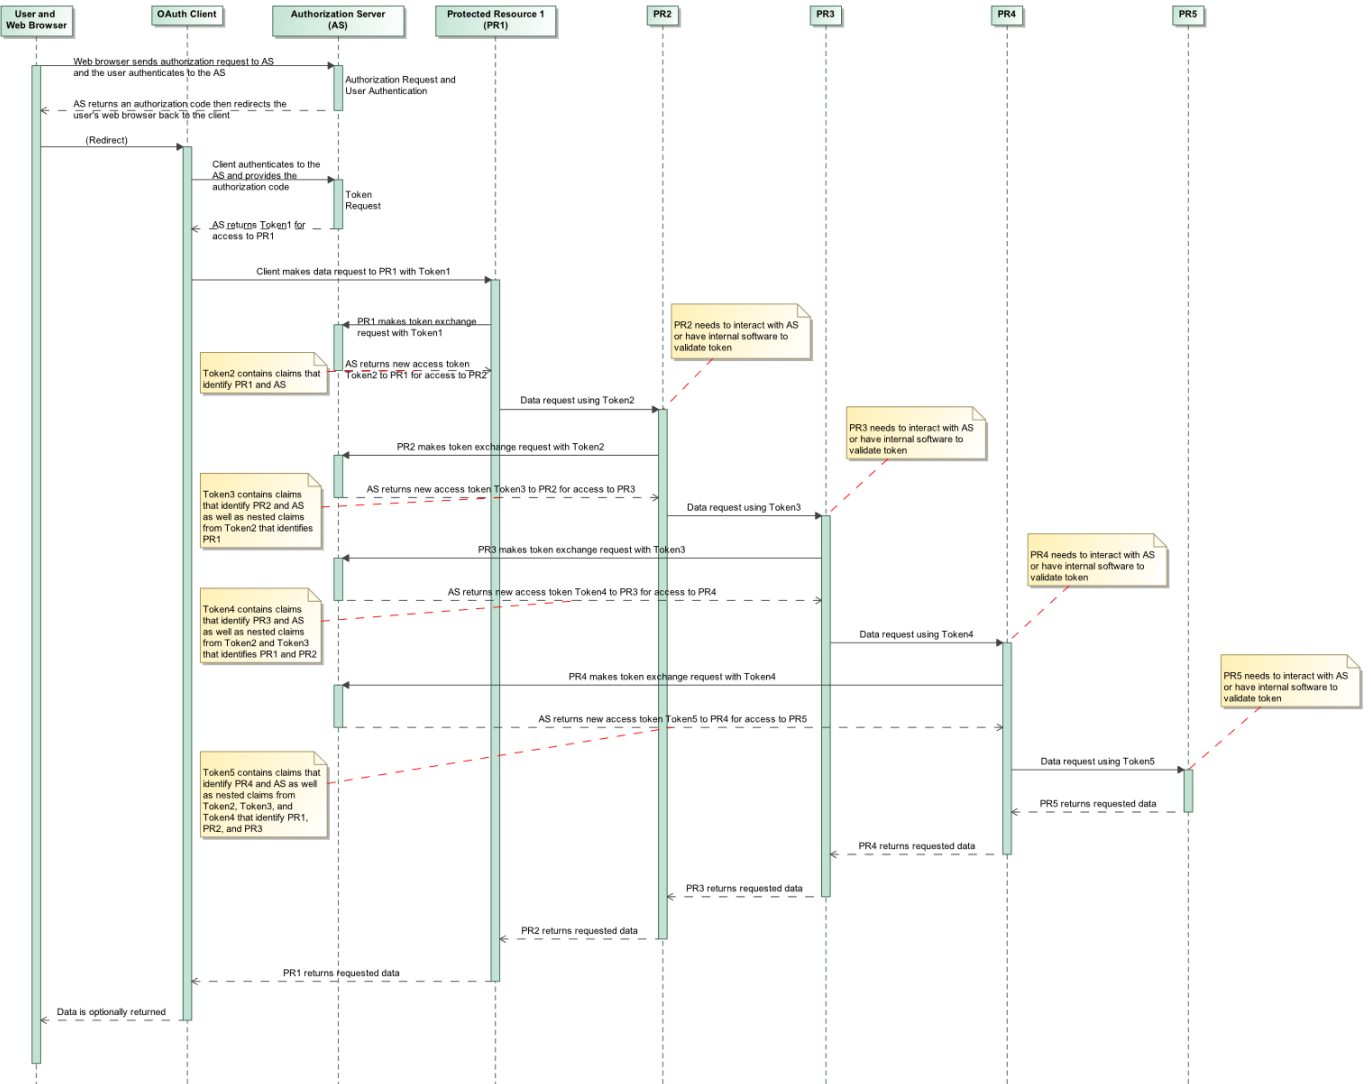 User and
Web Browser
OAuth Client
Authorization Server
(AS)
Protected Resource 1
(PR1)
PR2
PR3
PR4
PR5
Web browser sends authorization request to AS
and the user authenticates to the AS
Authorization Request and
User Authentication
AS returns an authorization code then redirects the
user's web browser back to the client
(Redirect)
Client authenticates to the
AS and provides the
authorization code
Token
Request
AS returns Token1 for
access to PR1
Client makes data request to PR1 with Token1
PR1 makes token exchange
request with Token1
PR2 needs to interact with AS
or have internal software to
validate token
Token2 contains claims that
identify PR1 and AS
AS returns new access token
Token2 to PR1 for access to PR2
Data request using Token2
PR3 needs to interact with AS
or have internal software to
validate token
PR2 makes token exchange request with Token2
Token3 contains claims
that identify PR2 and AS
as well as nested claims
from Token2 that identifies
PR1
AS returns new access token Token3 to PR2 for access to PR3
Data request using Token3
PR3 makes token exchange request with Token3
PR4 needs to interact with AS
or have internal software to
validate token
Token4 contains claims
that identify PR3 and AS
as well as nested claims
from Token2 and Token3
that identifies PR1 and PR2
AS returns new access token Token4 to PR3 for access to PR4
Data request using Token4
PR4 makes token exchange request with Token4
PR5 needs to interact with AS
or have internal software to
validate token
AS returns new access token Token5 to PR4 for access to PR5
Token5 contains claims that
identify PR4 and AS as well
as nested claims from
Token2, Token3, and
Token4 that identify PR1,
PR2, and PR3
Data request using Token5
PR5 returns requested data
PR4 returns requested data
PR3 returns requested data
PR2 returns requested data
PR1 returns requested data
Data is optionally returned